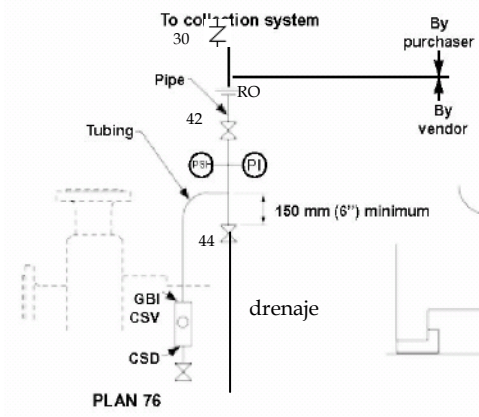 To collection system
30
By
purchaser
Pipe
RO
42
By
vendor
Tubing
PSH
PI
150 mm (6") minimum
44
GBI
CSV
drenaje
CSD
PLAN 76